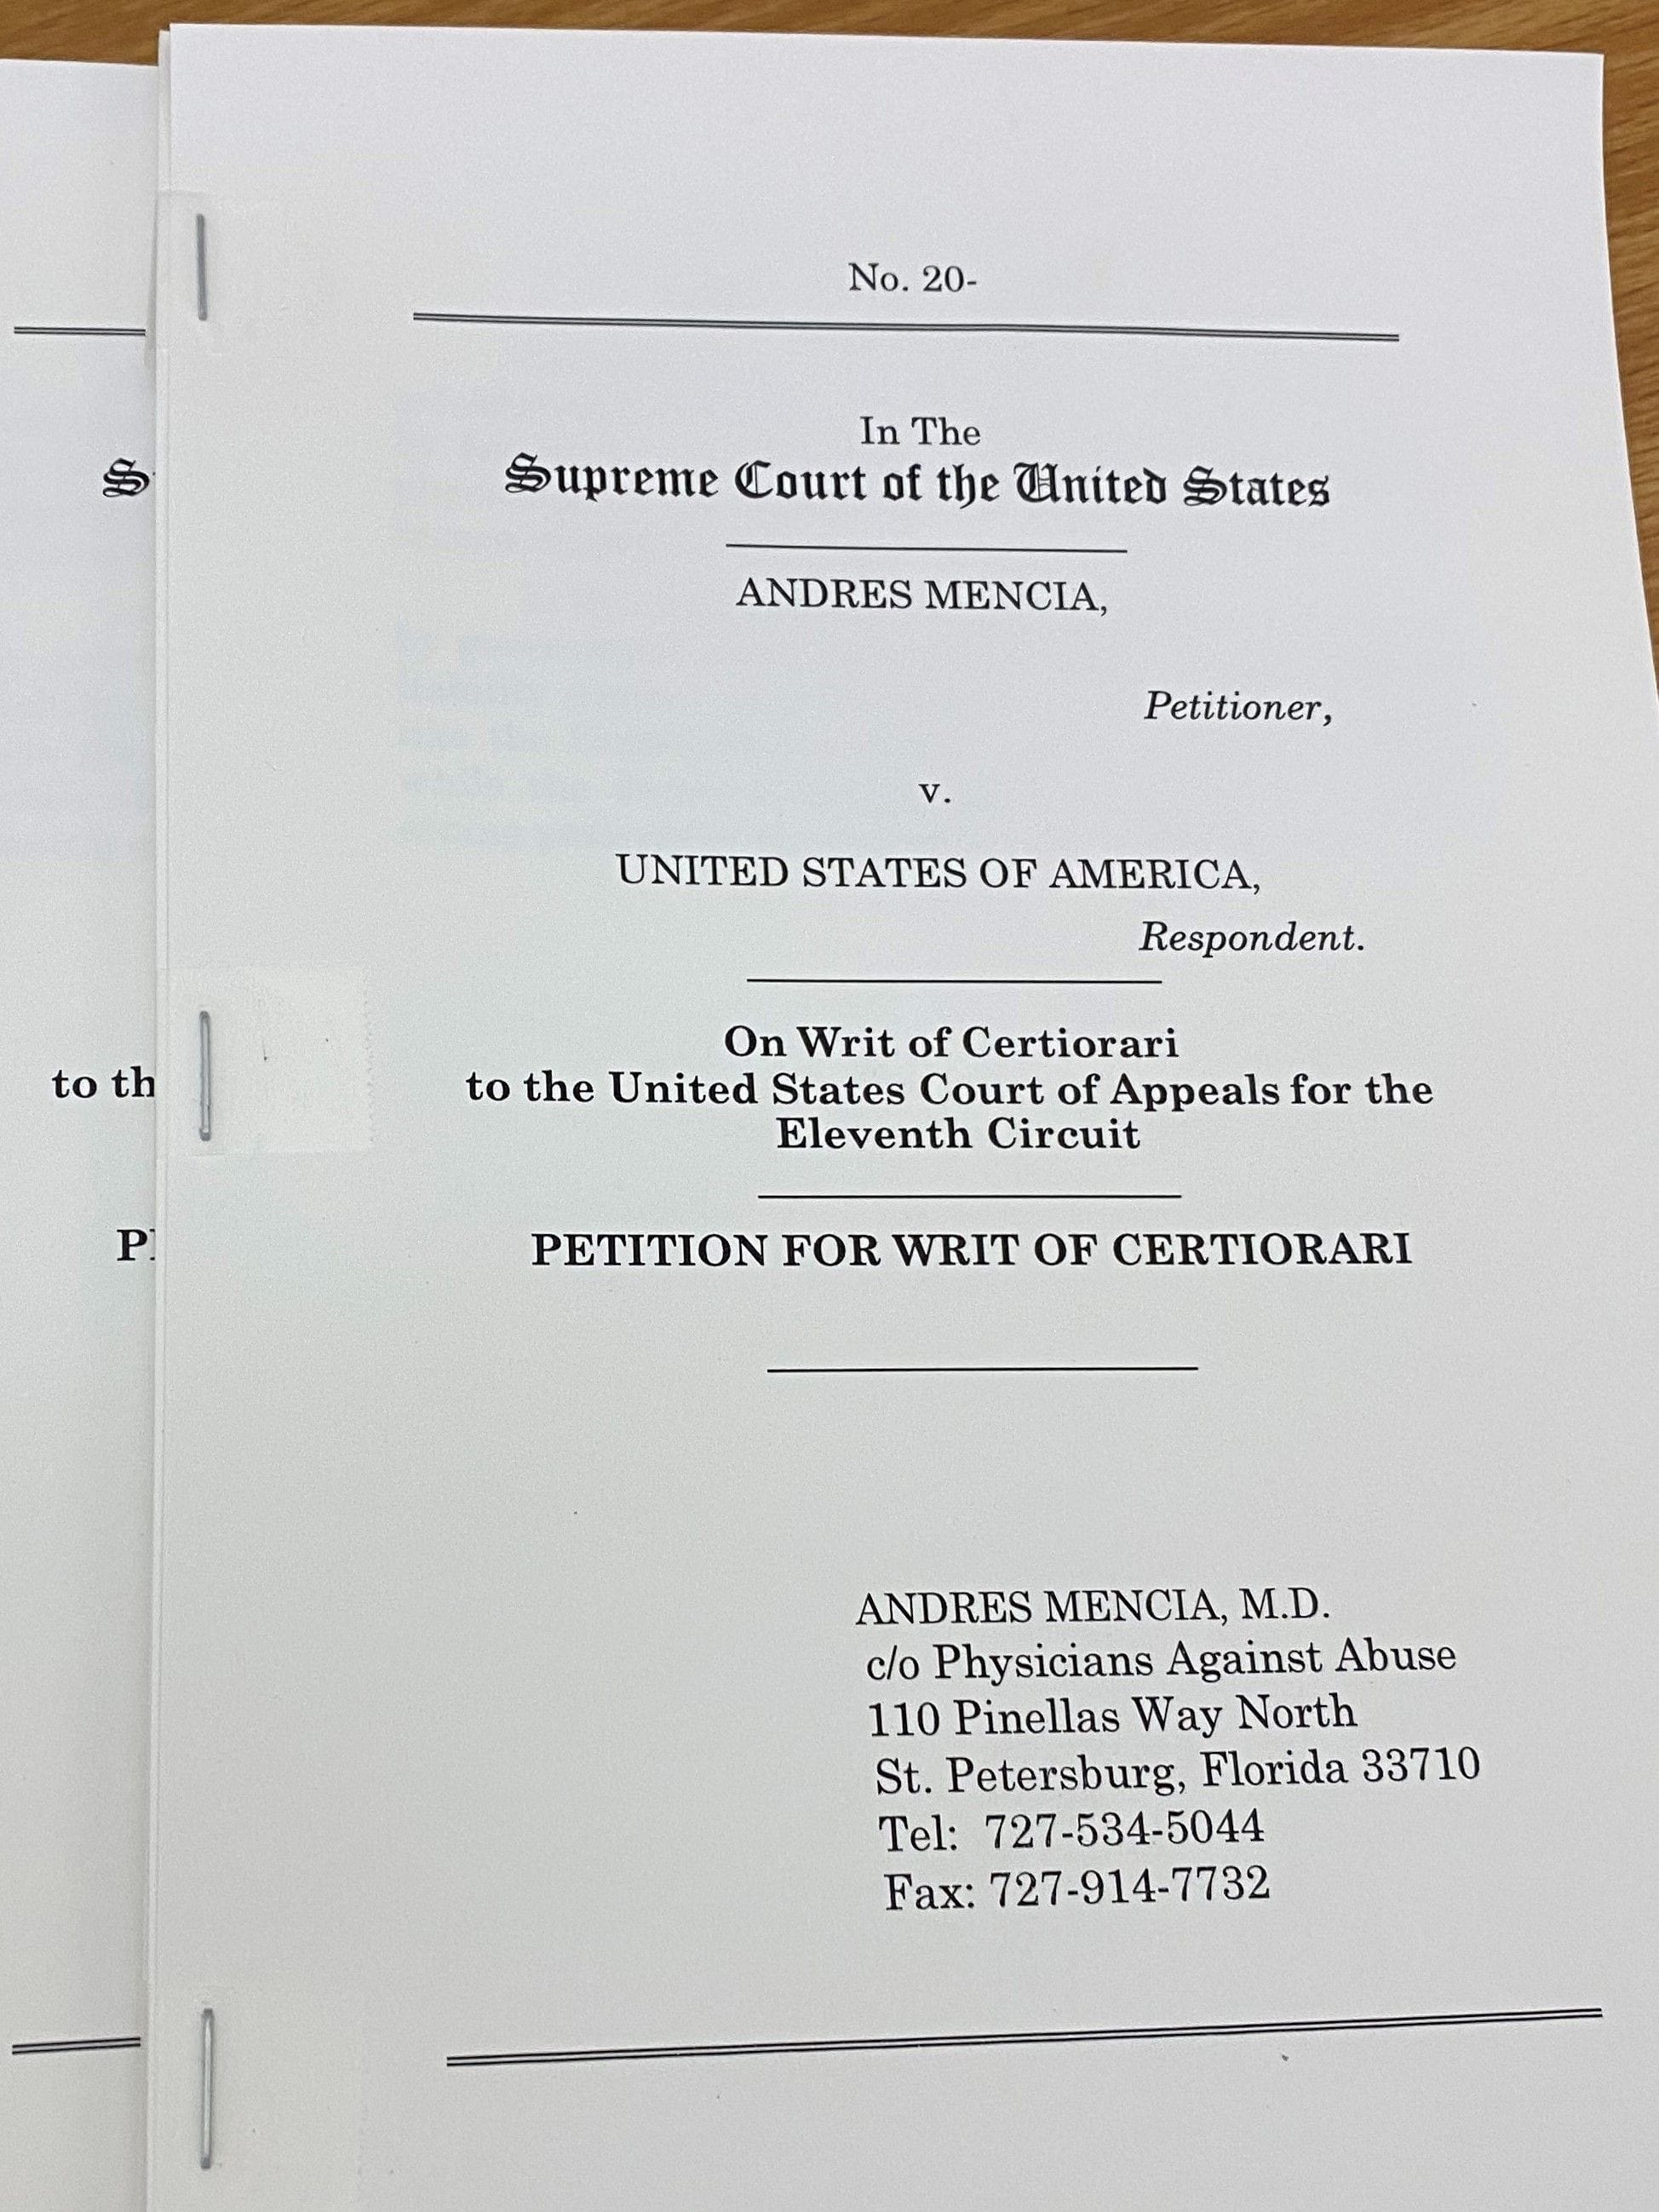 No. 20-
In The
Supreme Court of the United States
ANDRES MENCIA,
Petitioner,
v.
UNITED STATES OF AMERICA,
Respondent.
On Writ of Certiorari
to the United States Court of Appeals for the
Eleventh Circuit
PETITION FOR WRIT OF CERTIORARI
ANDRES MENCIA, M.D.
c/o Physicians Against Abuse
110 Pinellas Way North
St. Petersburg, Florida 33710
Tel: 727-534-5044
Fax: 727-914-7732
S
to th
P